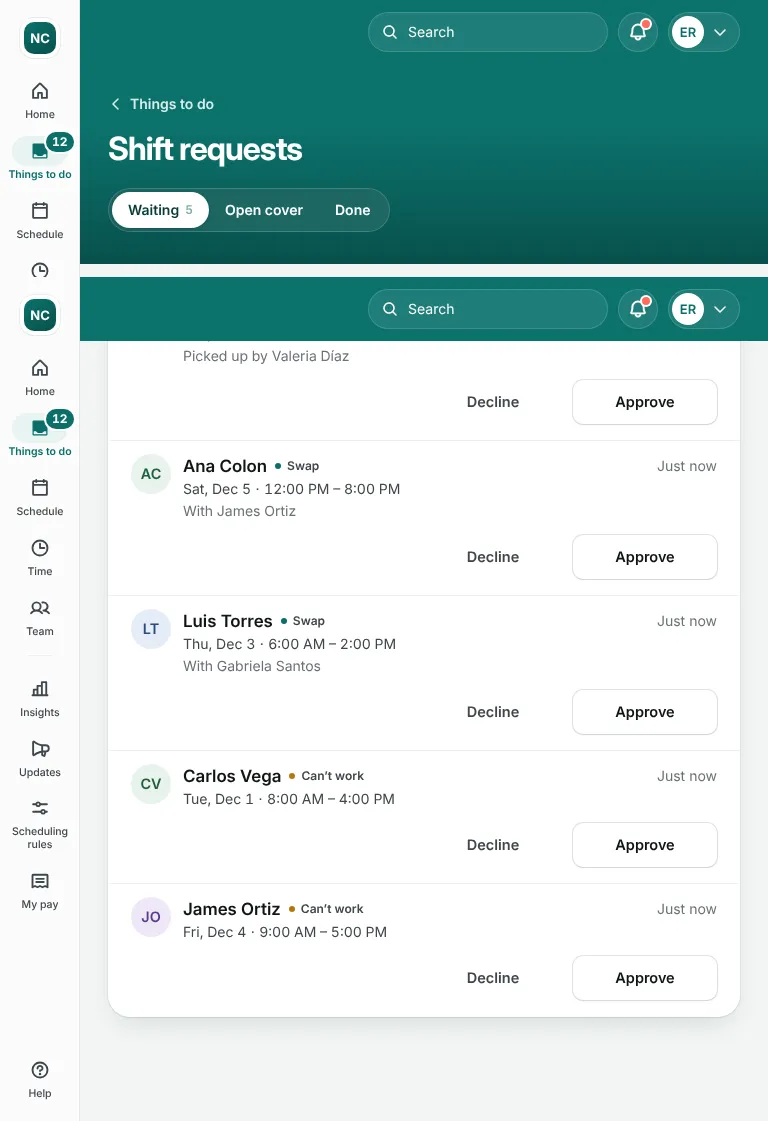 NC
Search
ER
Home
Things to do
12
Things to do
Shift requests
Schedule
Waiting 5
Open cover
Done
NC
Search
ER
Home
12
Things to do
Schedule
Time
Team
Insights
Updates
Scheduling
rules
My pay
Help
Picked up by Valeria Díaz
Decline
Approve
AC
Ana Colon
Swap
Just now
Sat, Dec 5 · 12:00 PM – 8:00 PM
With James Ortiz
Decline
Approve
LT
Luis Torres
Swap
Just now
Thu, Dec 3 · 6:00 AM – 2:00 PM
With Gabriela Santos
Decline
Approve
CV
Carlos Vega
Can’t work
Just now
Tue, Dec 1 · 8:00 AM – 4:00 PM
Decline
Approve
JO
James Ortiz
Can’t work
Just now
Fri, Dec 4 · 9:00 AM – 5:00 PM
Decline
Approve